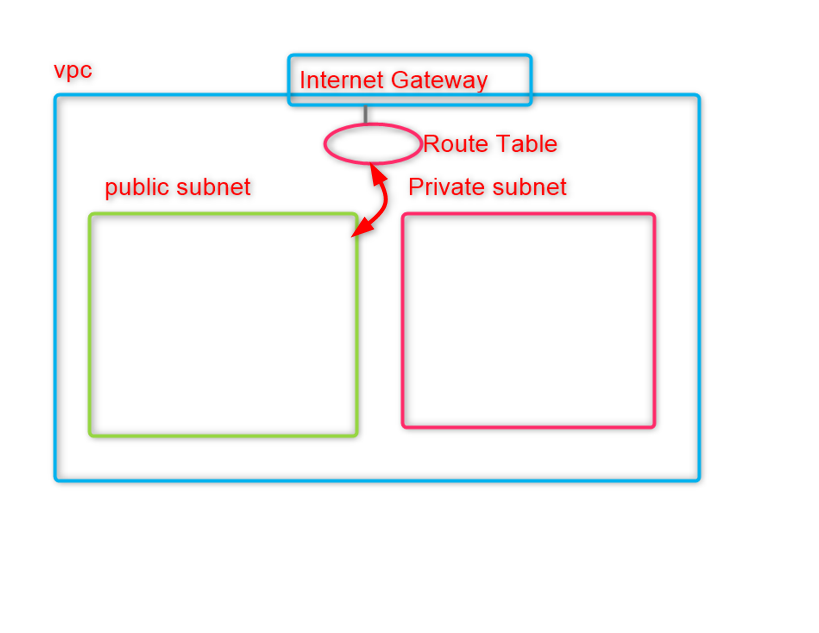 vpc
Internet Gateway
Route Table
public subnet
Private subnet